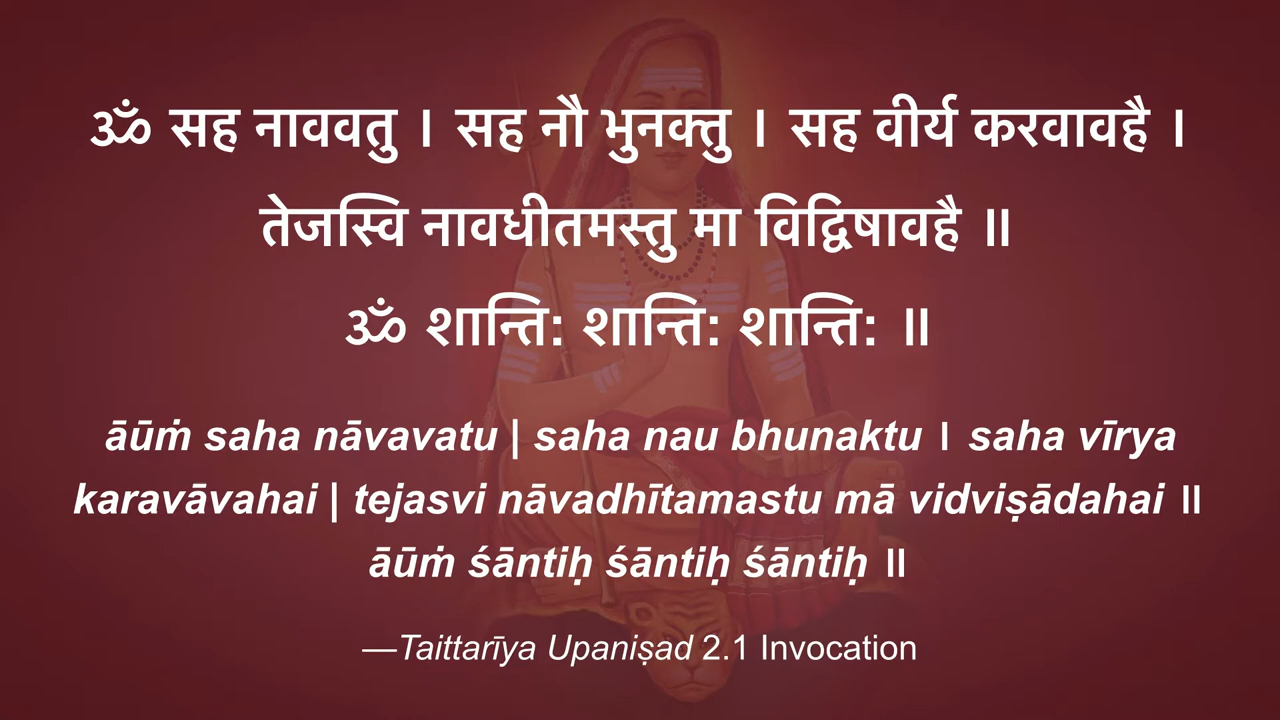 ॐ सह नाववतु । सह नौ भुनक्तु । सह वीर्य करवावहै ।
तेजस्वि नावधीतमस्तु मा विद्विषावहै ॥
ॐ शान्ति: शान्ति: शान्ति: ॥
āūṁ saha nāvavatu | saha nau bhunaktu । saha vīrya
karavāvahai | tejasvi nāvadhītamastu mā vidviṣādahai ॥
āūṁ śāntiḥ śāntiḥ śāntiḥ ॥
—Taittarīya Upaniṣad 2.1 Invocation